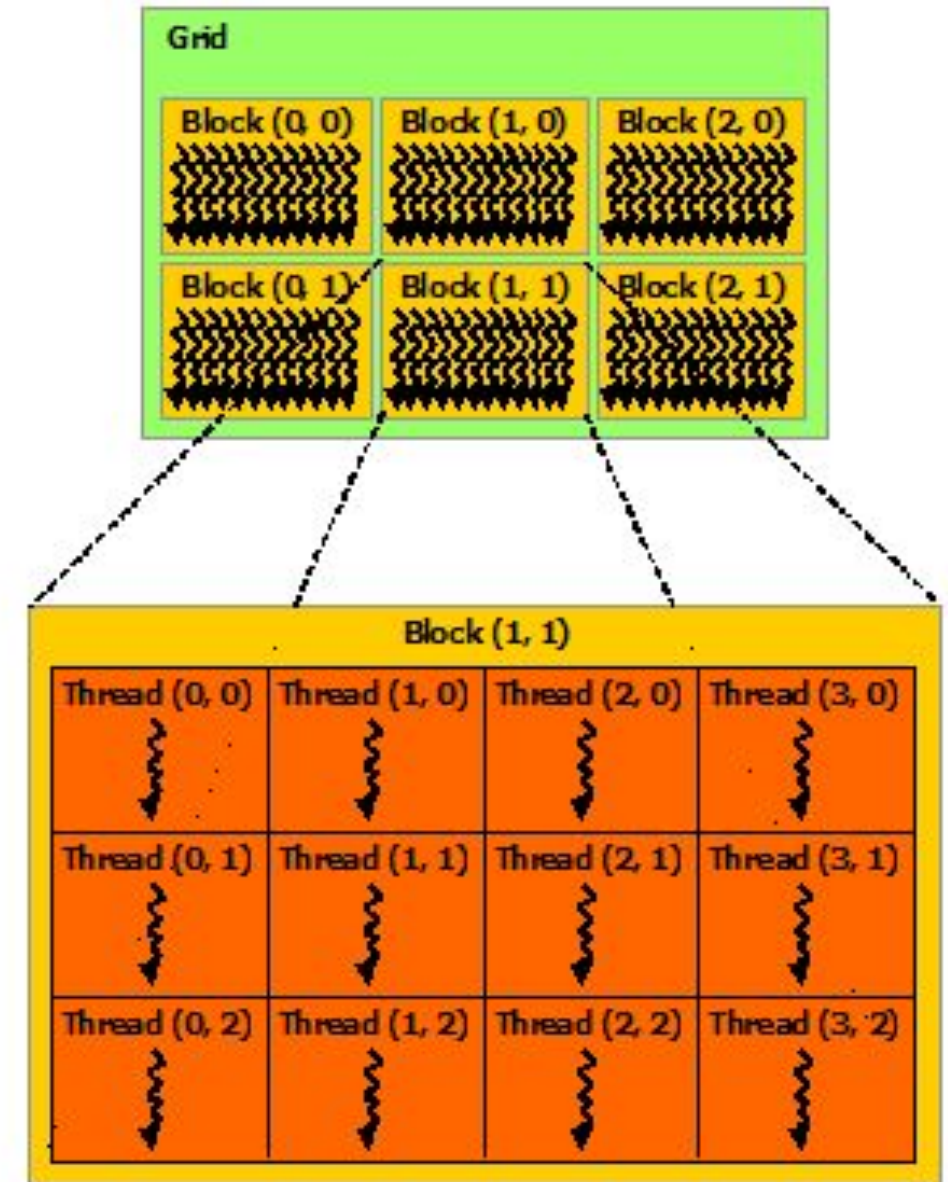 Grid
Block (0, 0) Block (1, 0) Block (2, 0)
Block (0, 1) Block (1, 1) Block (2, 1)
Block (1, 1)
Thread (0, 0) Thread (1, 0) Thread (2, 0) Thread (3, 0)
Thread (0, 1) Thread (1, 1) Thread (2, 1) Thread (3, 1)
Thread (0, 2) Thread (1, 2) Thread (2, 2) Thread (3, 2)